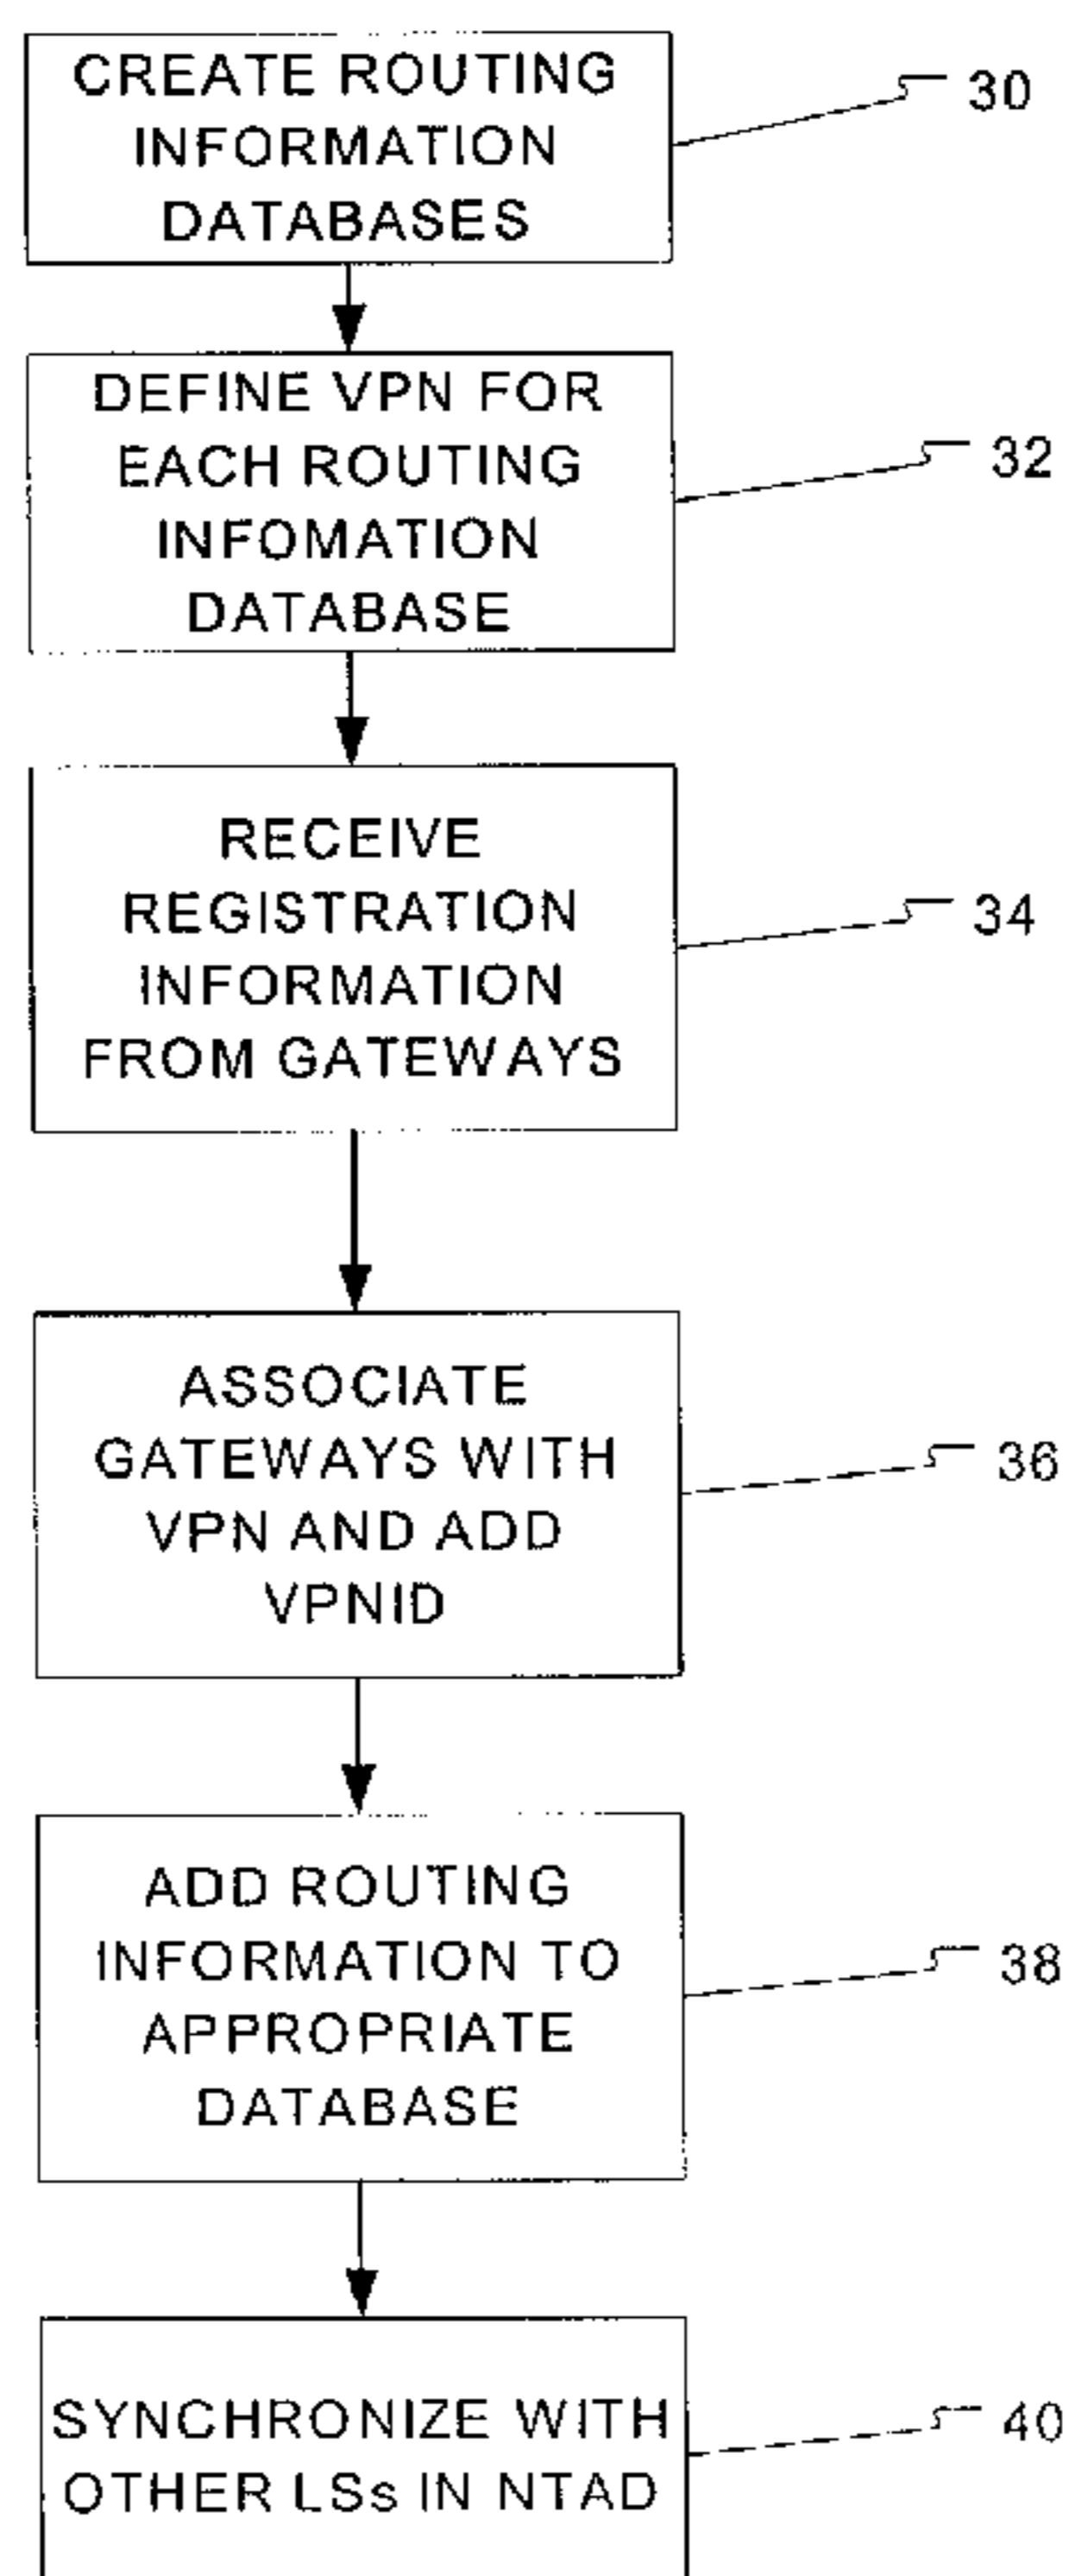 CREATE ROUTING
INFORMATION
DATABASES
30
DEFINE VPN FOR
EACH ROUTING
INFOMATION
DATABASE
32
RECEIVE
REGISTRATION
INFORMATION
FROM GATEWAYS
34
ASSOCIATE
GATEWAYS WITH
VPN AND ADD
VPNID
36
ADD ROUTING
INFORMATION TO
APPROPRIATE
DATABASE
38
SYNCHRONIZE WITH
OTHER LSs IN NTAD
40